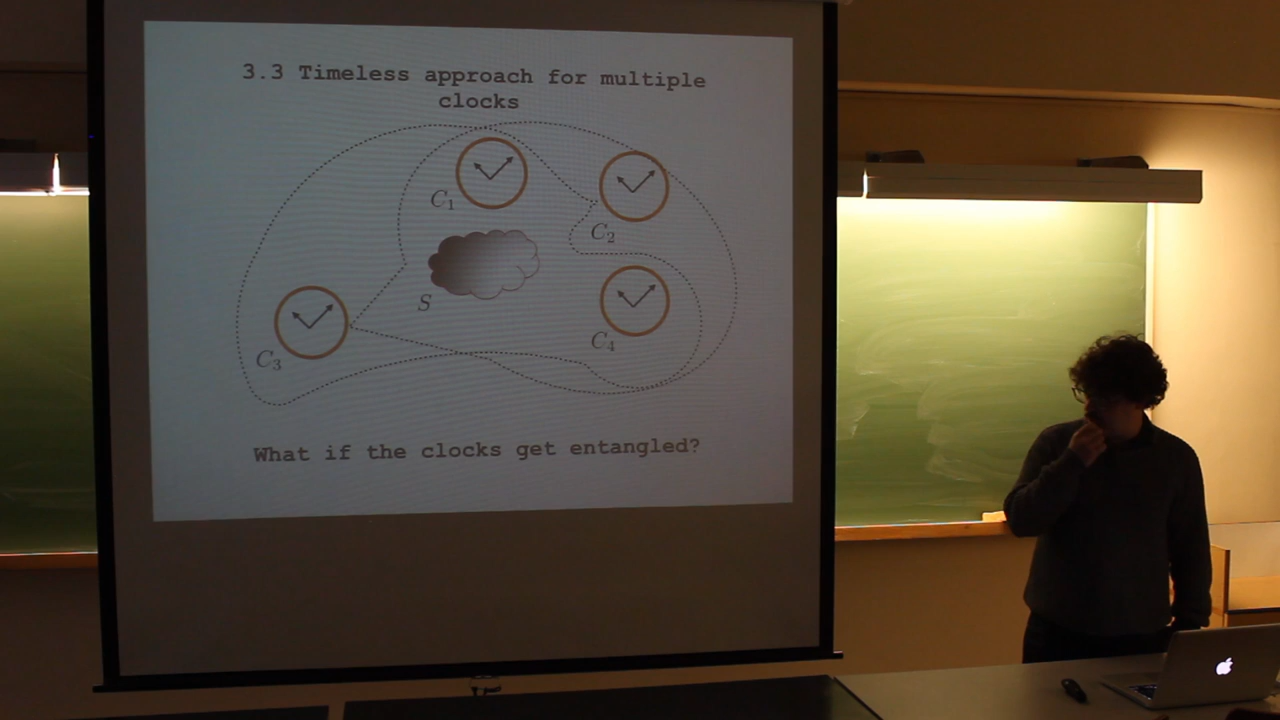 3.3 Timeless approach for multiple
clocks
C1
C2
S
C4
C3
What if the clocks get entangled?